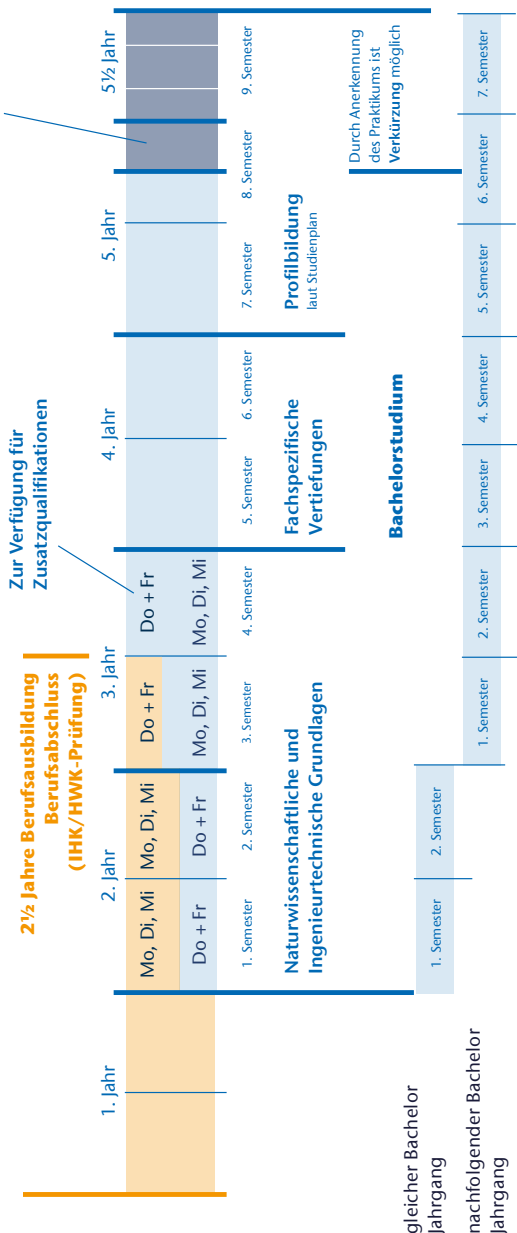 2½ Jahre Berufsausbildung
Berufsabschluss
(IHK/HWK-Prüfung)
Zur Verfügung für
Zusatzqualifikationen
1. Jahr
2. Jahr
3. Jahr
4. Jahr
5. Jahr
5½ Jahr
Mo, Di, Mi
Mo, Di, Mi
Do + Fr
Do + Fr
Do + Fr
Do + Fr
Mo, Di, Mi
Mo, Di, Mi
1. Semester
2. Semester
3. Semester
4. Semester
5. Semester
6. Semester
7. Semester
8. Semester
9. Semester
Naturwissenschaftliche und
Ingenieurtechnische Grundlagen
Fachspezifische
Vertiefungen
Profilbildung
laut Studienplan
Durch Anerkennung
des Praktikums ist
Verkürzung möglich
Bachelorstudium
gleicher Bachelor
Jahrgang
1. Semester
2. Semester
nachfolgender Bachelor
Jahrgang
1. Semester
2. Semester
3. Semester
4. Semester
5. Semester
6. Semester
7. Semester